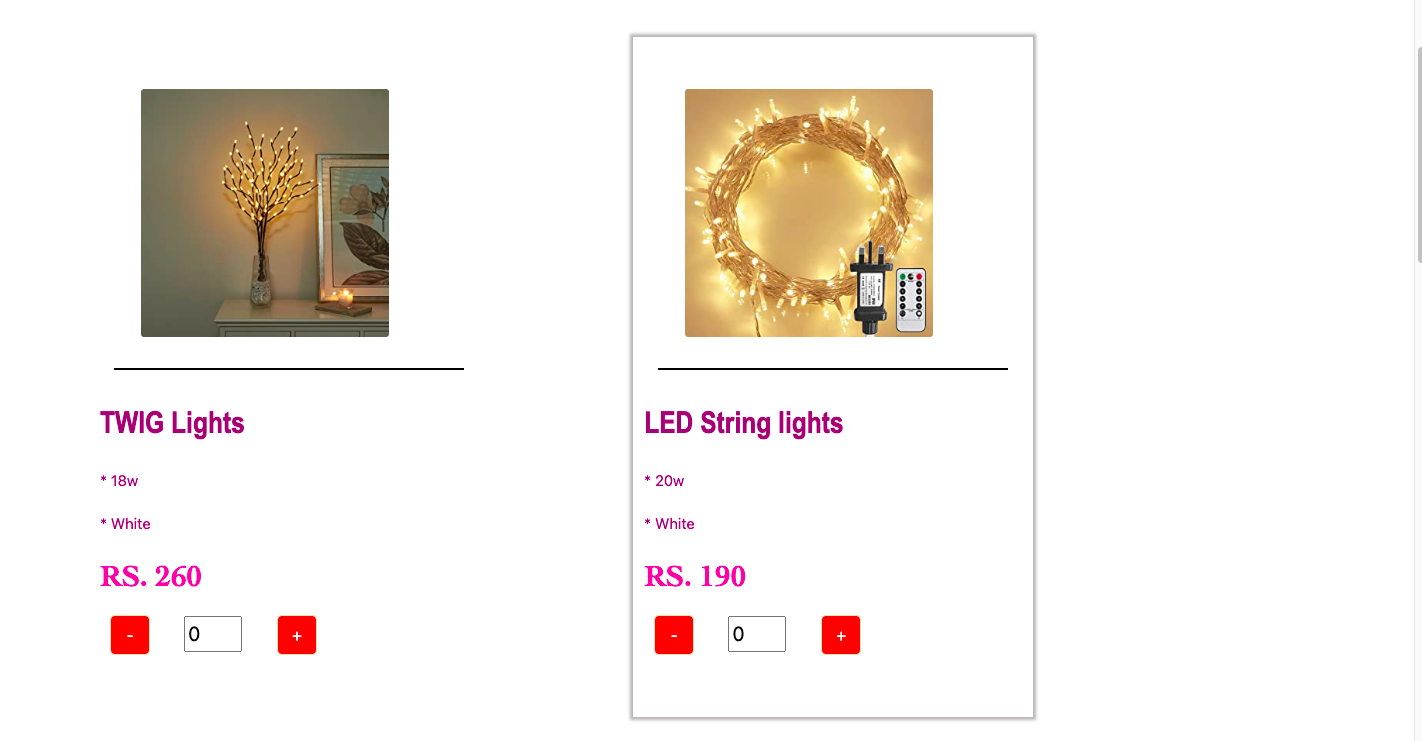 TWIG Lights
* 18w
* White
RS. 260
- 0 +
LED String lights
* 20w
* White
RS. 190
- 0 +